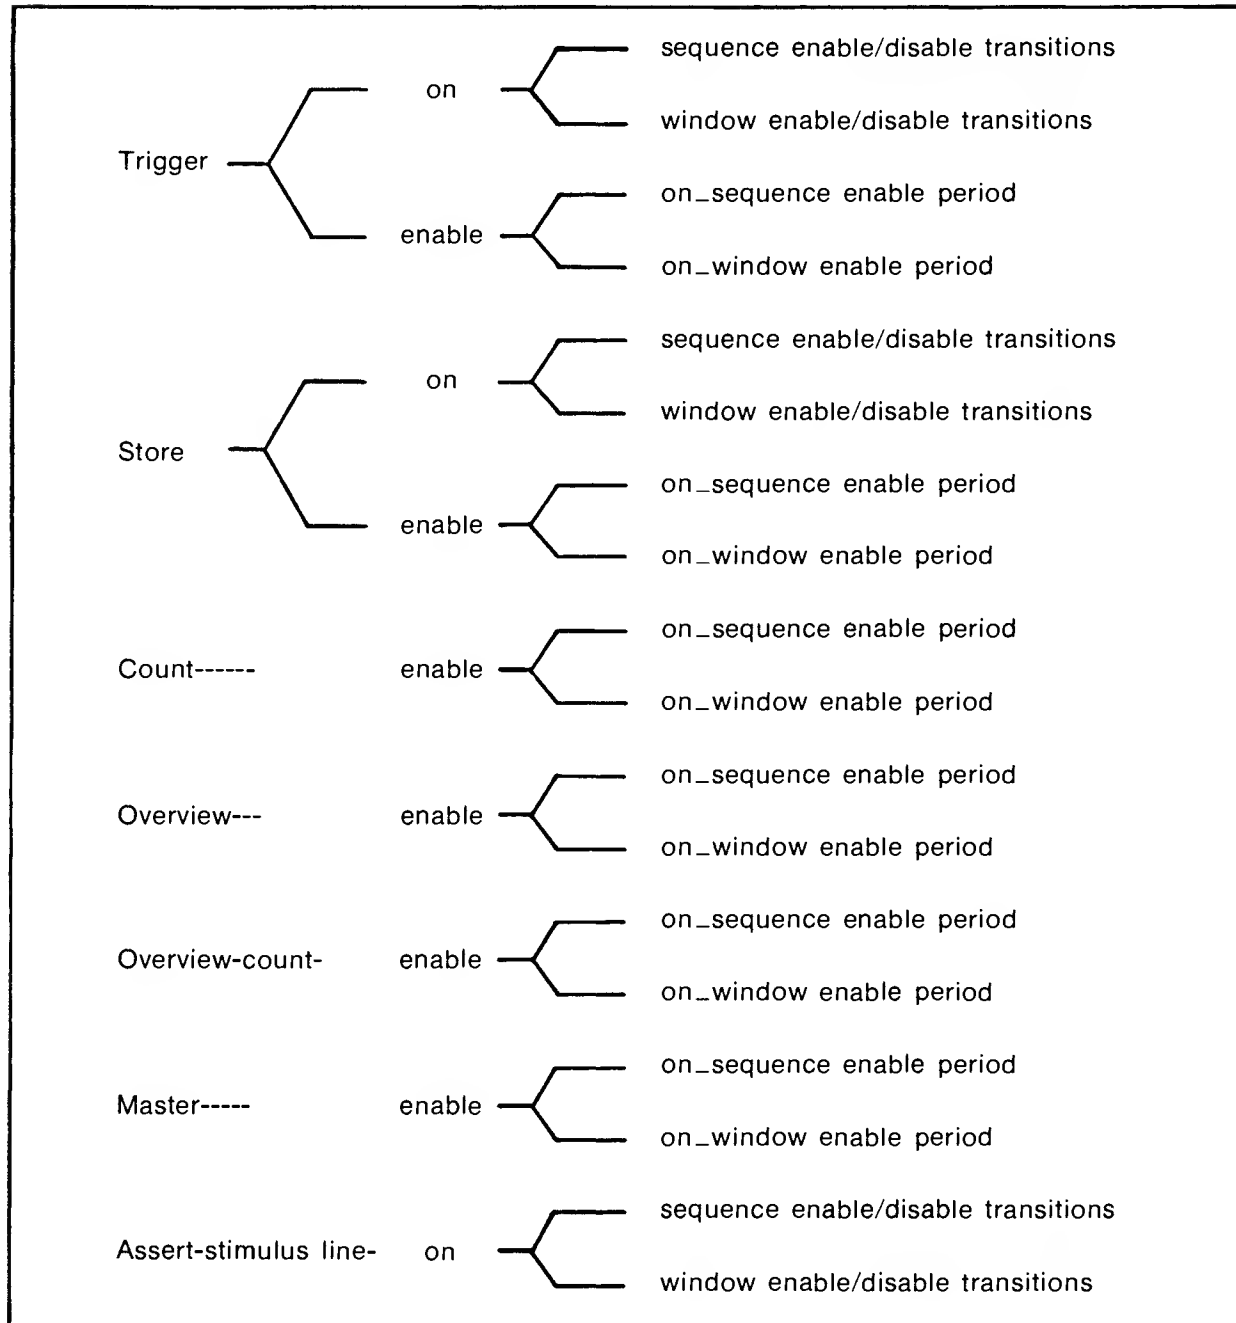 sequence enable/disable transitions
on
window enable/disable transitions
Trigger
on_sequence enable period
enable
on_window enable period
sequence enable/disable transitions
on
window enable/disable transitions
Store
on_sequence enable period
enable
on_window enable period
on_sequence enable period
Count------ enable
on_window enable period
on_sequence enable period
Overview--- enable
on_window enable period
on_sequence enable period
Overview-count- enable
on_window enable period
on_sequence enable period
Master----- enable
on_window enable period
sequence enable/disable transitions
Assert-stimulus line- on
window enable/disable transitions